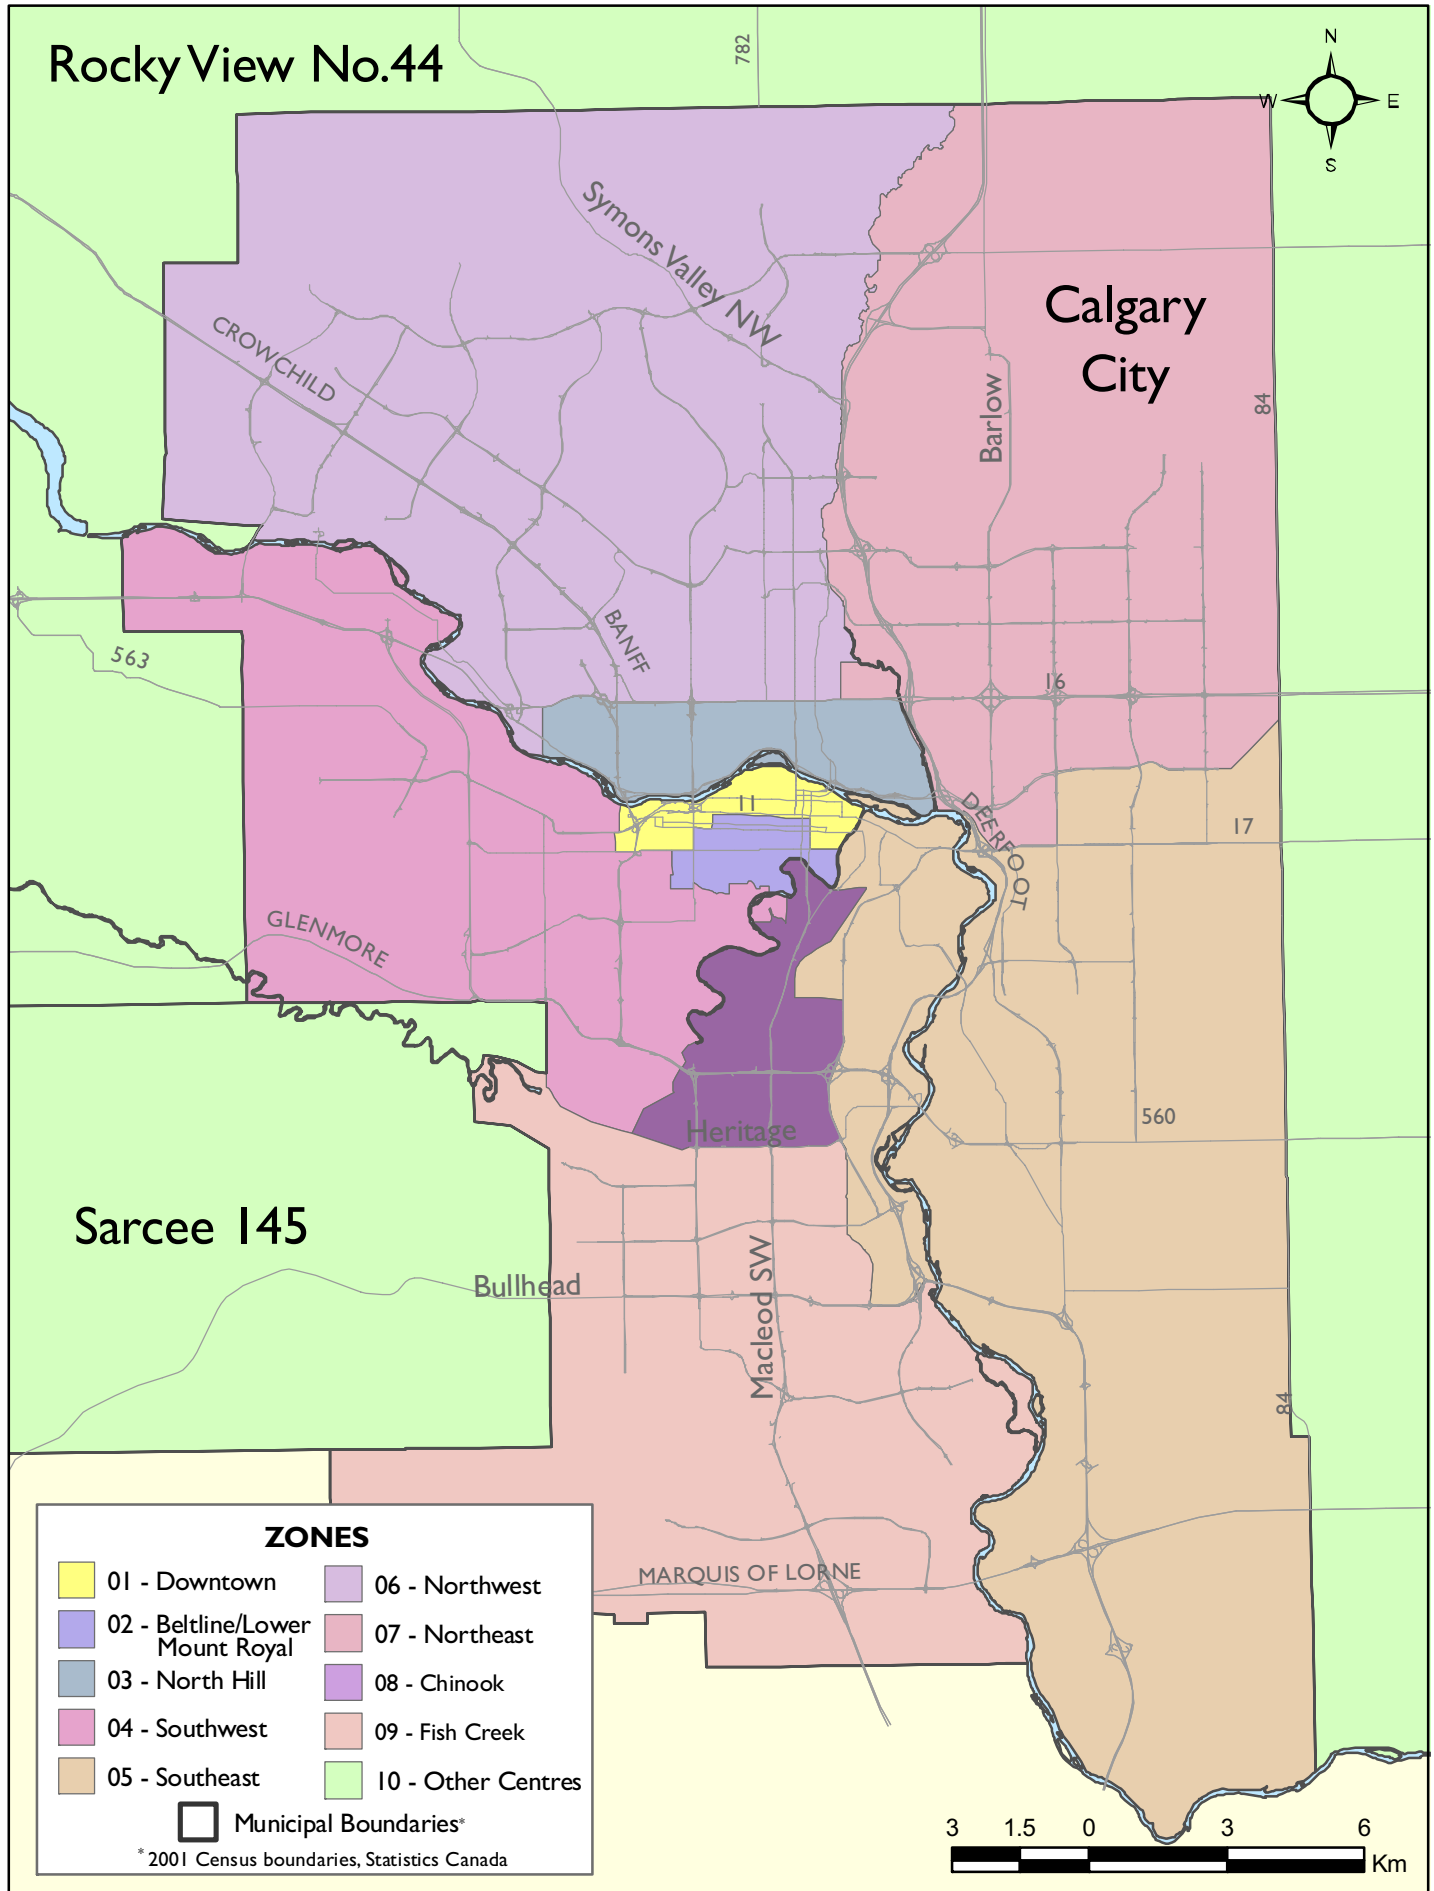 Rocky View No.44
782
N
W E
S
Symons Valley NW
Calgary
City
CROWCHILD
Barlow
84
BANFF
563
16
11
DEERFOOT
17
GLENMORE
560
Heritage
Sarcee 145
Bullhead
Macleod SW
84
MARQUIS OF LORNE
ZONES
01 - Downtown
02 - Beltline/Lower
Mount Royal
03 - North Hill
04 - Southwest
05 - Southeast
06 - Northwest
07 - Northeast
08 - Chinook
09 - Fish Creek
10 - Other Centres
Municipal Boundaries*
* 2001 Census boundaries, Statistics Canada
3 1.5 0 3 6
Km